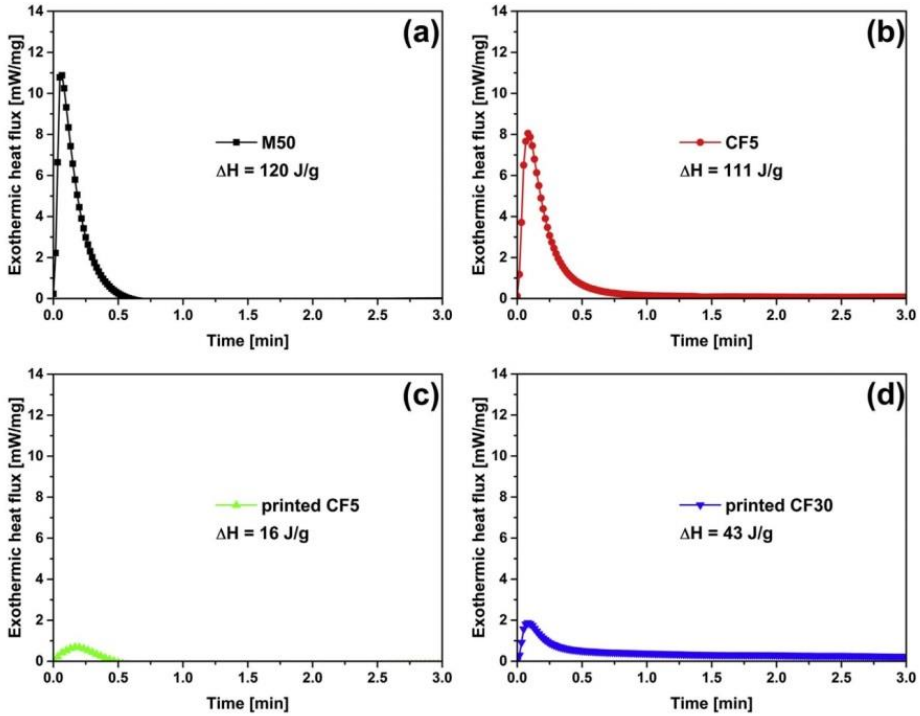 (a)
Exothermic heat flux [mW/mg]
14
12
10
8
6
4
2
0
M50
ΔH = 120 J/g
0.0 0.5 1.0 1.5 2.0 2.5 3.0
Time [min]
(b)
Exothermic heat flux [mW/mg]
14
12
10
8
6
4
2
0
CF5
ΔH = 111 J/g
0.0 0.5 1.0 1.5 2.0 2.5 3.0
Time [min]
(c)
Exothermic heat flux [mW/mg]
14
12
10
8
6
4
2
0
printed CF5
ΔH = 16 J/g
0.0 0.5 1.0 1.5 2.0 2.5 3.0
Time [min]
(d)
Exothermic heat flux [mW/mg]
14
12
10
8
6
4
2
0
printed CF30
ΔH = 43 J/g
0.0 0.5 1.0 1.5 2.0 2.5 3.0
Time [min]